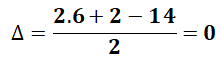 Δ = (2.6 + 2 − 14) / 2 = 0